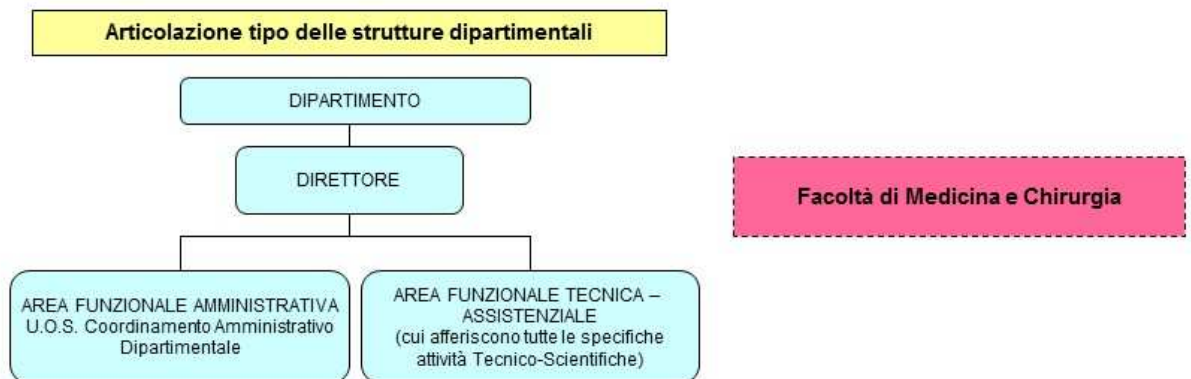 Articolazione tipo delle strutture dipartimentali
DIPARTIMENTO
DIRETTORE
Facoltà di Medicina e Chirurgia
AREA FUNZIONALE AMMINISTRATIVA
U.O.S. Coordinamento Amministrativo
Dipartimentale
AREA FUNZIONALE TECNICA –
ASSISTENZIALE
(cui afferiscono tutte le specifiche
attività Tecnico-Scientifiche)